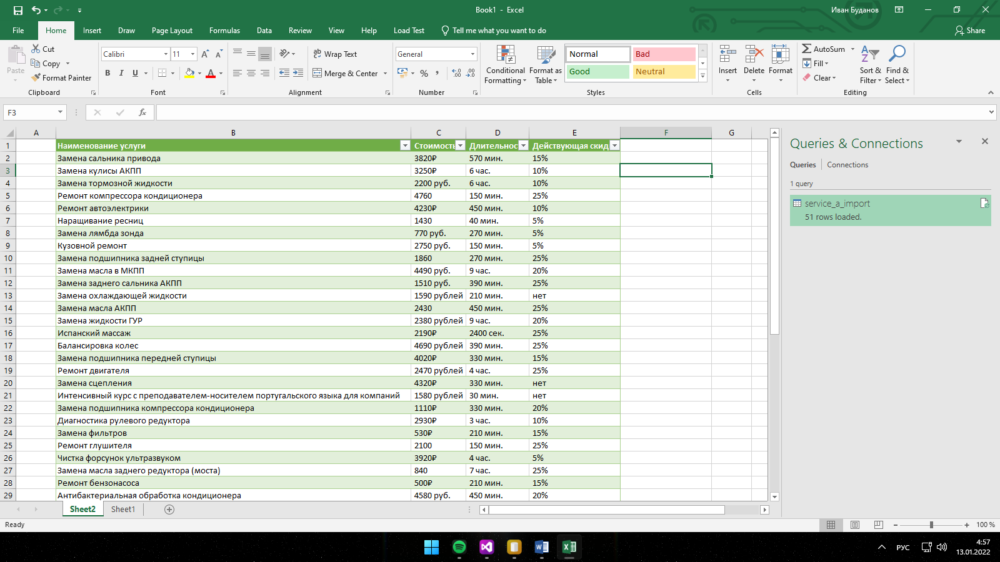 Book1 - Excel
Иван Буданов
File Home Insert Draw Page Layout Formulas Data Review View Help Load Test Tell me what you want to do Share
Paste
Cut
Copy
Format Painter
Clipboard
Calibri 11
B I U
Font
Wrap Text
Merge & Center
Alignment
General
% ,
Number
Conditional Formatting
Format as Table
Normal Bad
Good Neutral
Styles
Insert Delete Format
Cells
AutoSum
Fill
Clear
Sort & Filter
Find & Select
Editing
F3
fx
A B C D E F G
1 Наименование услуги Стоимость Длительнос Действующая скид
2 Замена сальника привода 3820₽ 570 мин. 15%
3 Замена кулисы АКПП 3250₽ 6 час. 10%
4 Замена тормозной жидкости 2200 руб. 6 час. 10%
5 Ремонт компрессора кондиционера 4760 150 мин. 25%
6 Ремонт автоэлектрики 4230₽ 450 мин. 10%
7 Наращивание ресниц 1430 40 мин. 5%
8 Замена лямбда зонда 770 руб. 270 мин. 5%
9 Кузовной ремонт 2750 руб. 150 мин. 5%
10 Замена подшипника задней ступицы 1860 270 мин. 25%
11 Замена масла в МКПП 4490 руб. 9 час. 20%
12 Замена заднего сальника АКПП 1510 руб. 390 мин. 25%
13 Замена охлаждающей жидкости 1590 рублей 210 мин. нет
14 Замена масла АКПП 2430 450 мин. 25%
15 Замена жидкости ГУР 2380 рублей 9 час. 20%
16 Испанский массаж 2190₽ 2400 сек. 25%
17 Балансировка колес 4690 рублей 390 мин. 25%
18 Замена подшипника передней ступицы 4020₽ 330 мин. 15%
19 Ремонт двигателя 2470 рублей 4 час. 25%
20 Замена сцепления 4320₽ 330 мин. нет
21 Интенсивный курс с преподавателем-носителем португальского языка для компаний 1580 рублей 30 мин. нет
22 Замена подшипника компрессора кондиционера 1110₽ 330 мин. 20%
23 Диагностика рулевого редуктора 2930₽ 3 час. 10%
24 Замена фильтров 530₽ 210 мин. 15%
25 Ремонт глушителя 2100 150 мин. 25%
26 Чистка форсунок ультразвуком 3920₽ 4 час. 5%
27 Замена масла заднего редуктора (моста) 840 7 час. 25%
28 Ремонт бензонасоса 500₽ 210 мин. 15%
29 Антибактериальная обработка кондиционера 4580 руб. 450 мин. 20%
Queries & Connections
Queries Connections
1 query
service_a_import
51 rows loaded.
Sheet2 Sheet1
Ready
100 %
РУС
4:57
13.01.2022